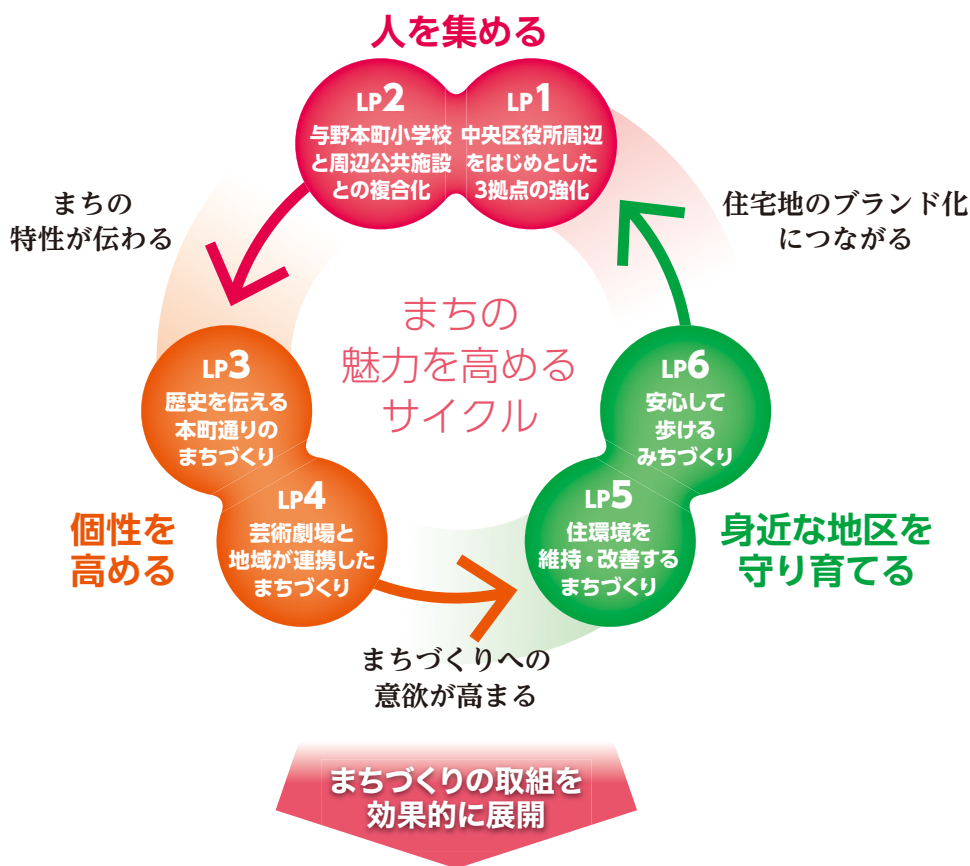 人を集める
LP1
中央区役所周辺
をはじめとした
3拠点の強化
LP2
与野本町小学校
と周辺公共施設
との複合化
まちの
特性が伝わる
LP3
歴史を伝える
本町通りの
まちづくり
LP4
芸術劇場と
地域が連携した
まちづくり
個性を
高める
まちづくりへの
意欲が高まる
LP5
住環境を
維持・改善する
まちづくり
LP6
安心して
歩ける
みちづくり
身近な地区を
守り育てる
住宅地のブランド化
につながる
まちの
魅力を高める
サイクル
まちづくりの取組を
効果的に展開